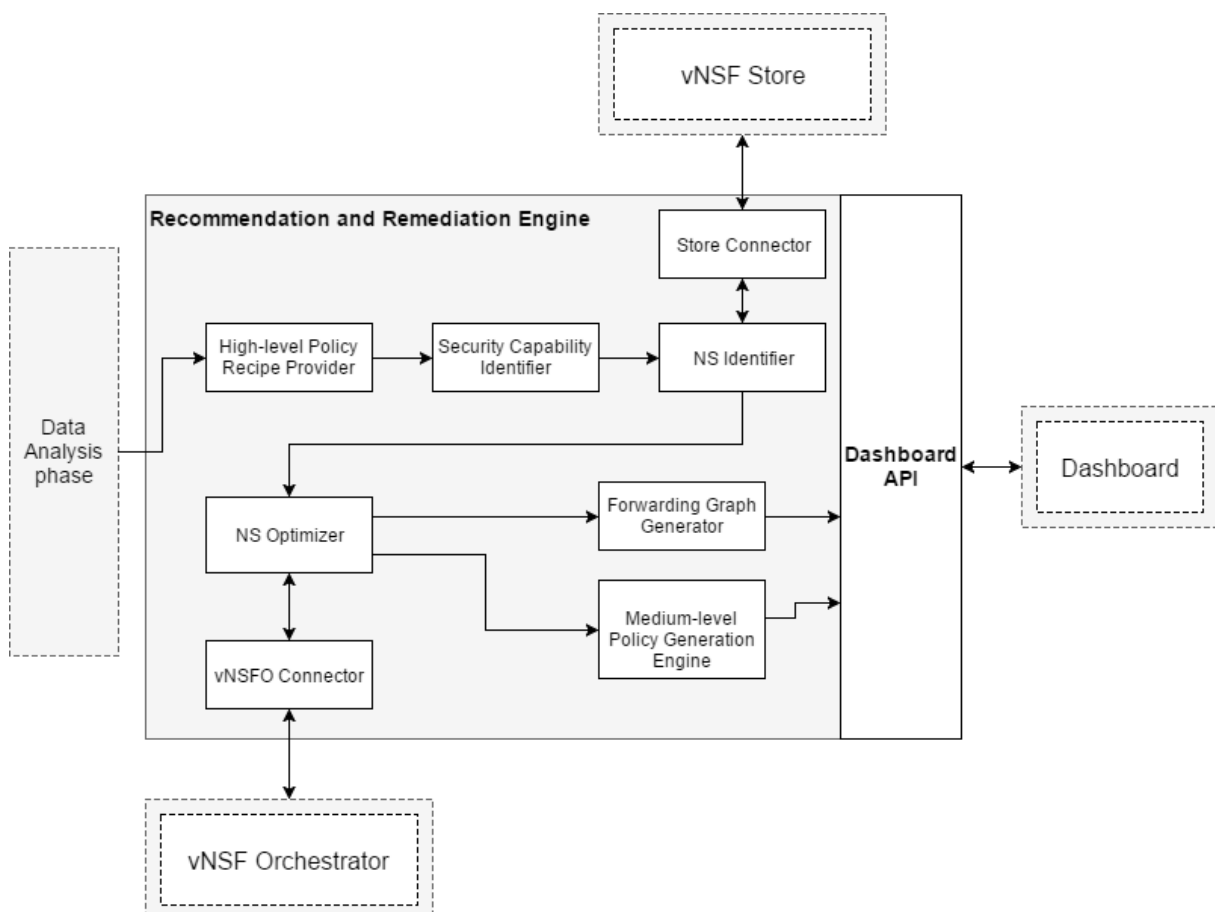 vNSF Store
Recommendation and Remediation Engine
Store Connector
High-level Policy
Recipe Provider
Security Capability
Identifier
NS Identifier
Data
Analysis
phase
Dashboard
API
Dashboard
NS Optimizer
Forwarding Graph
Generator
Medium-level
Policy Generation
Engine
vNSFO Connector
vNSF Orchestrator